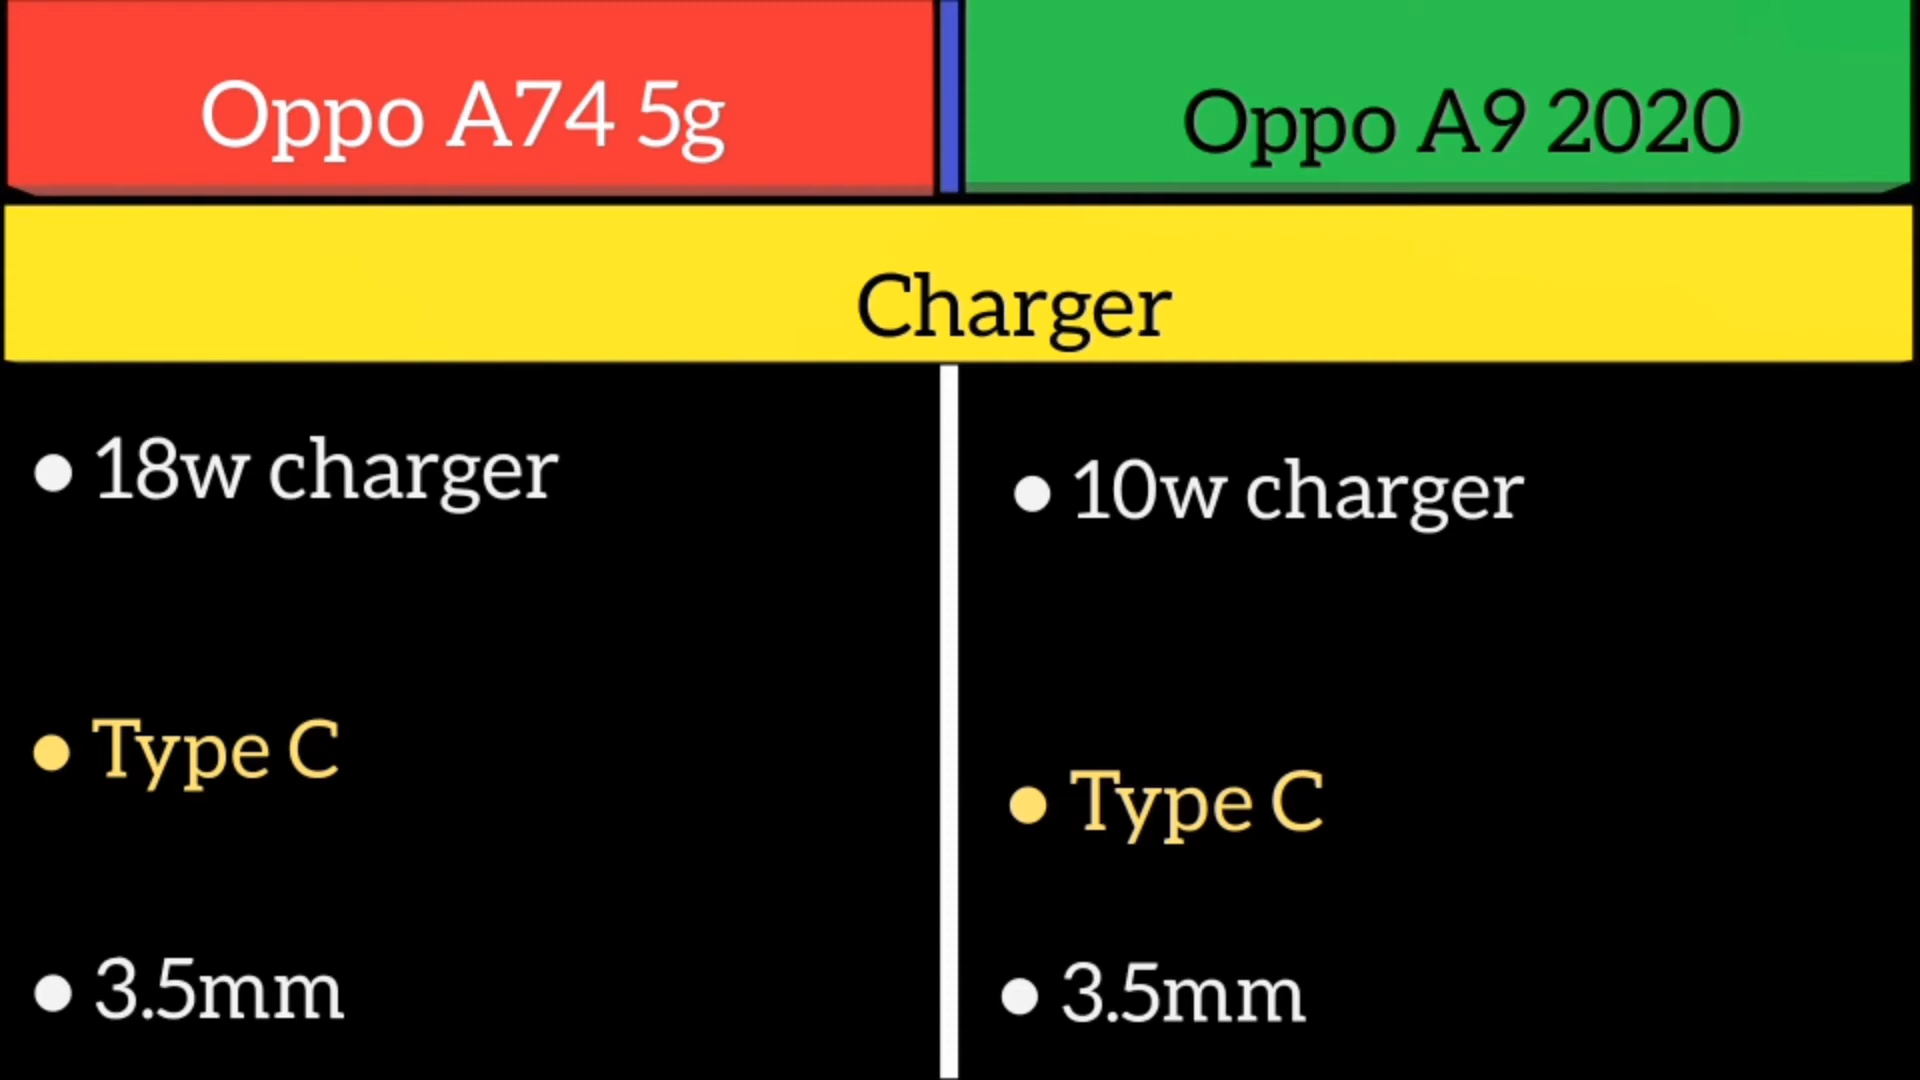 Oppo A74 5g
Oppo A9 2020
Charger
● 18w charger
● 10w charger
● Type C
● Type C
● 3.5mm
● 3.5mm